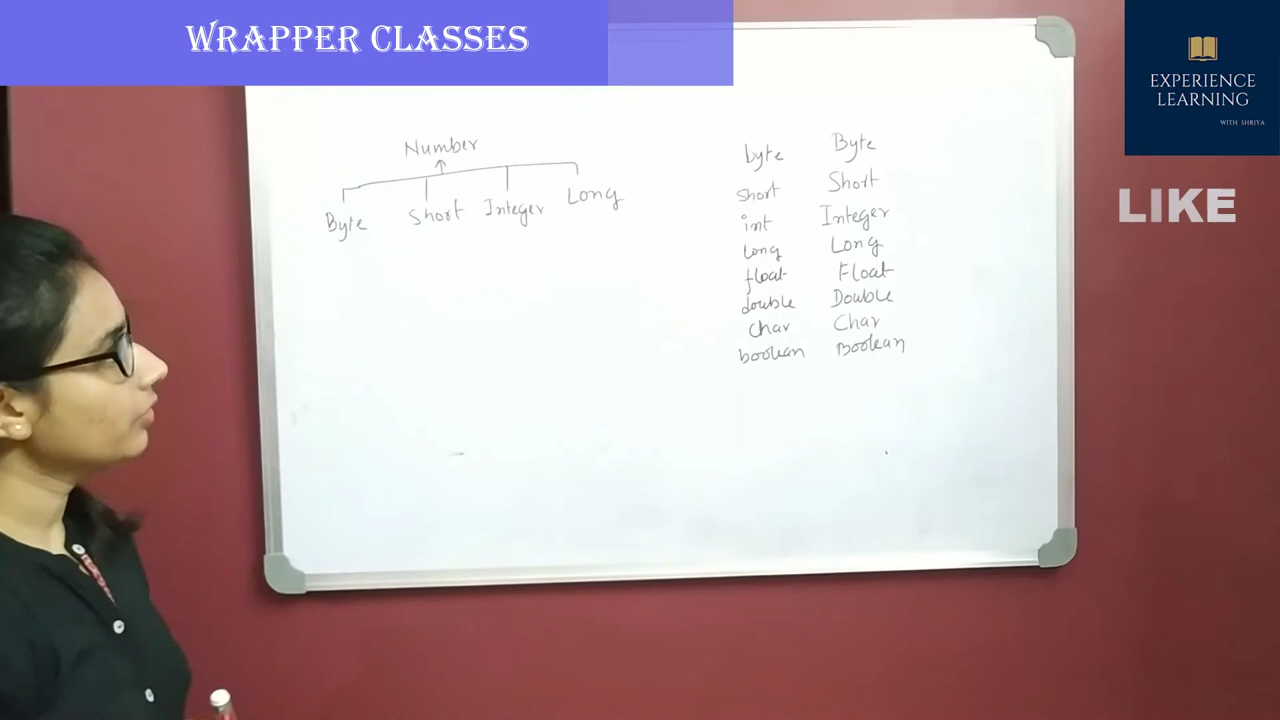 WRAPPER CLASSES
EXPERIENCE
LEARNING
WITH SHRIYA
LIKE
Number
Byte Short Integer Long
byte Byte
short Short
int Integer
long Long
float Float
double Double
char Char
boolean Boolean